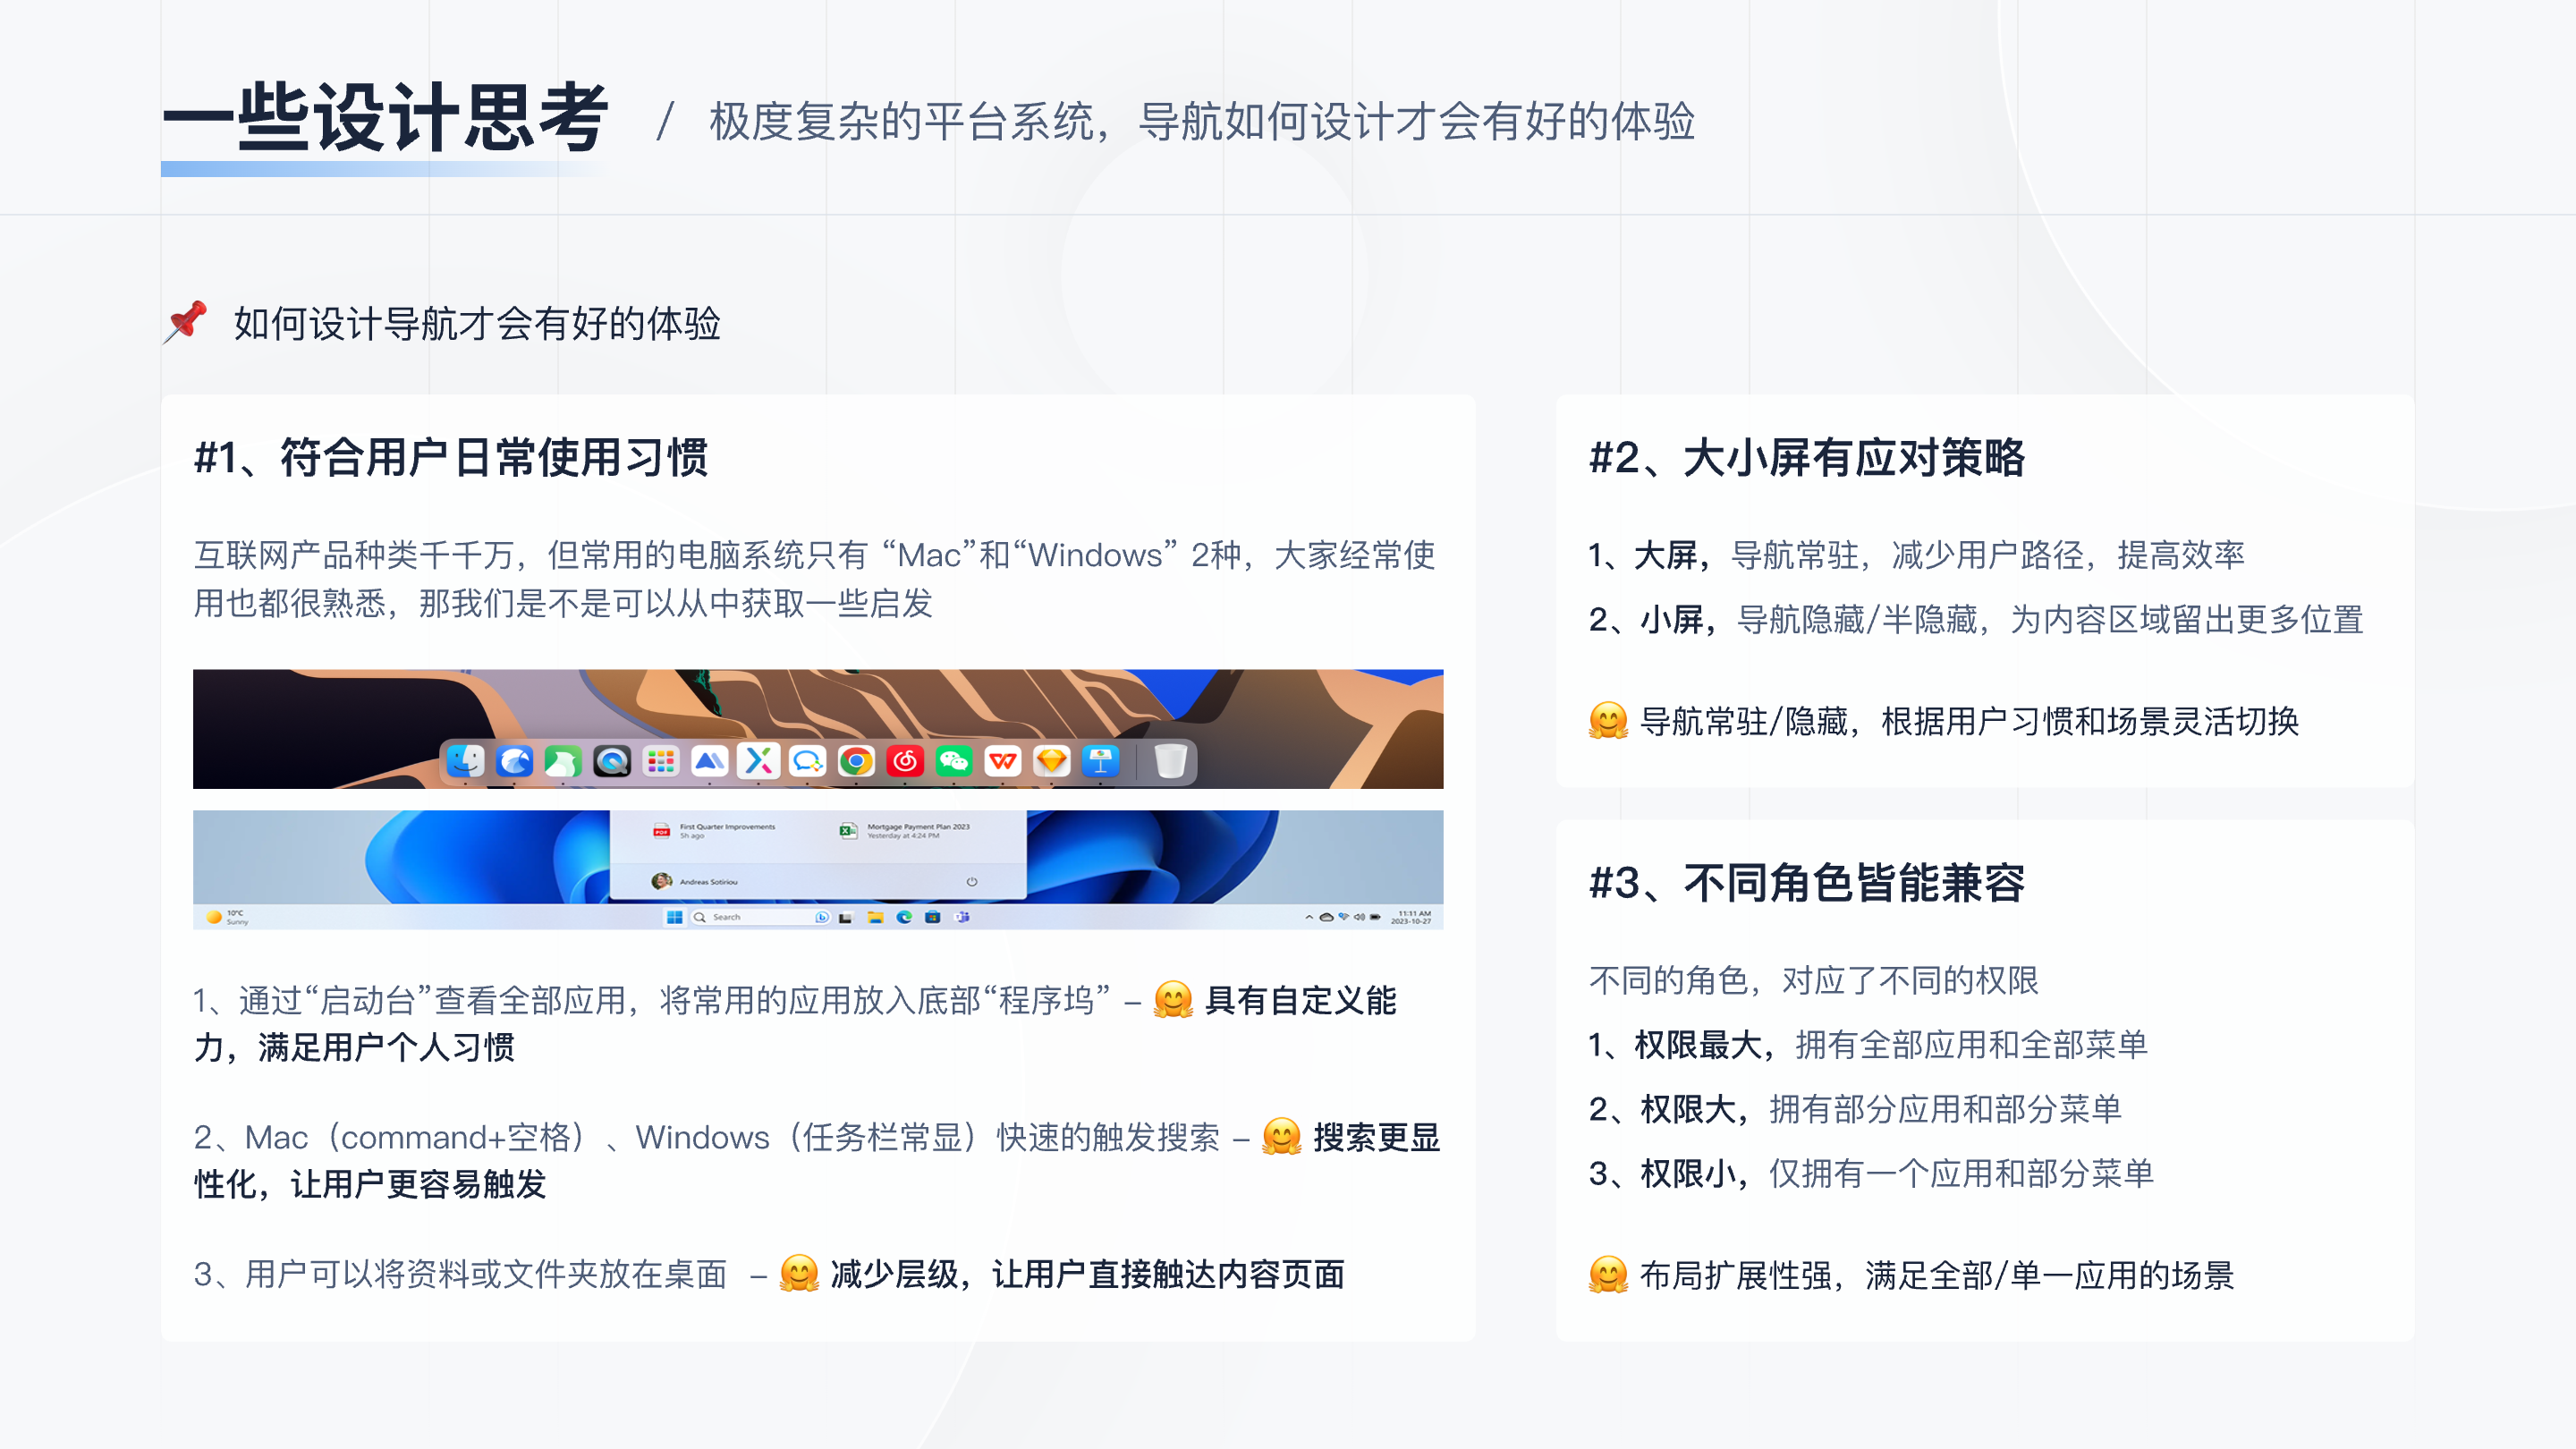 一些设计思考 / 极度复杂的平台系统，导航如何设计才会有好的体验
📌 如何设计导航才会有好的体验
#1、符合用户日常使用习惯
互联网产品种类千千万，但常用的电脑系统只有 “Mac”和“Windows” 2种，大家经常使
用也都很熟悉，那我们是不是可以从中获取一些启发
First Quarter Improvements
5h ago
Mortgage Payment Plan 2023
Yesterday at 4:24 PM
Andreas Sotiriou
10°C
Sunny
Search
11:11 AM
2023-10-27
1、通过“启动台”查看全部应用，将常用的应用放入底部“程序坞” – 🤗 具有自定义能
力，满足用户个人习惯
2、Mac（command+空格）、Windows（任务栏常显）快速的触发搜索 – 🤗 搜索更显
性化，让用户更容易触发
3、用户可以将资料或文件夹放在桌面 – 🤗 减少层级，让用户直接触达内容页面
#2、大小屏有应对策略
1、大屏，导航常驻，减少用户路径，提高效率
2、小屏，导航隐藏/半隐藏，为内容区域留出更多位置
🤗 导航常驻/隐藏，根据用户习惯和场景灵活切换
#3、不同角色皆能兼容
不同的角色，对应了不同的权限
1、权限最大，拥有全部应用和全部菜单
2、权限大，拥有部分应用和部分菜单
3、权限小，仅拥有一个应用和部分菜单
🤗 布局扩展性强，满足全部/单一应用的场景